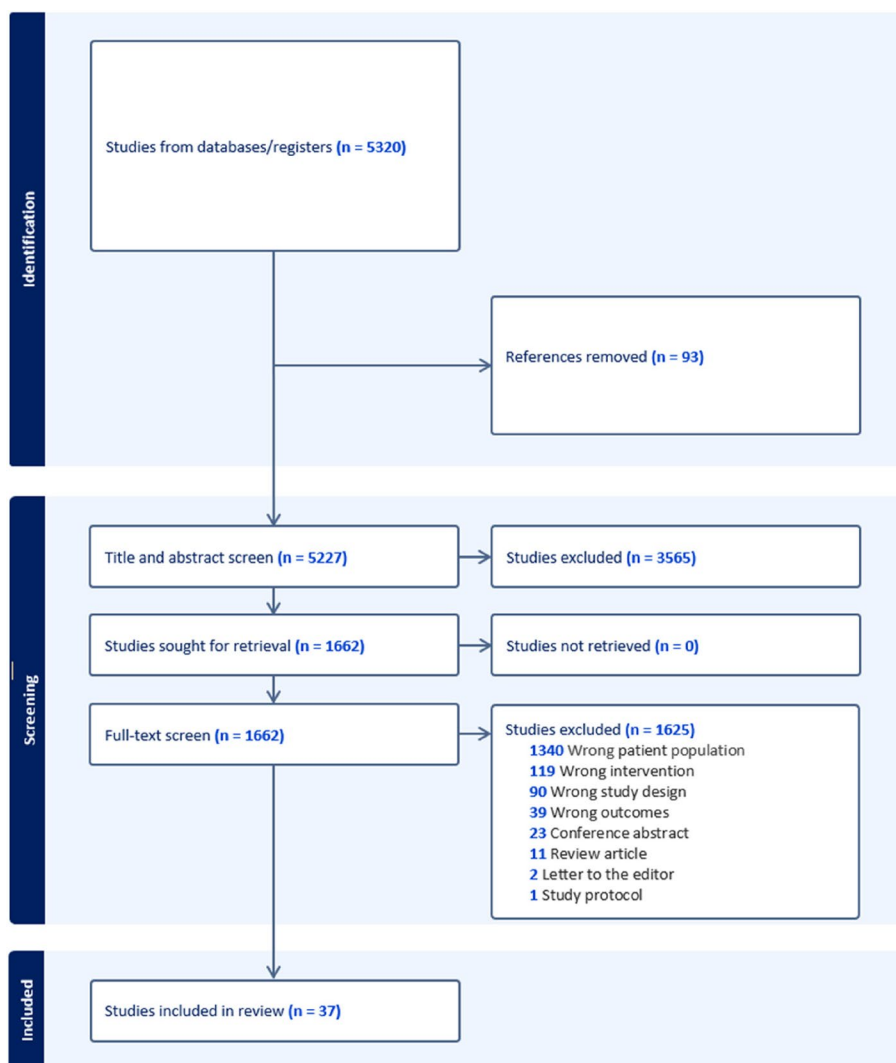 Identification
Studies from databases/registers (n = 5320)
References removed (n = 93)
Screening
Title and abstract screen (n = 5227)
Studies excluded (n = 3565)
Studies sought for retrieval (n = 1662)
Studies not retrieved (n = 0)
Full-text screen (n = 1662)
Studies excluded (n = 1625)
1340 Wrong patient population
119 Wrong intervention
90 Wrong study design
39 Wrong outcomes
23 Conference abstract
11 Review article
2 Letter to the editor
1 Study protocol
Included
Studies included in review (n = 37)